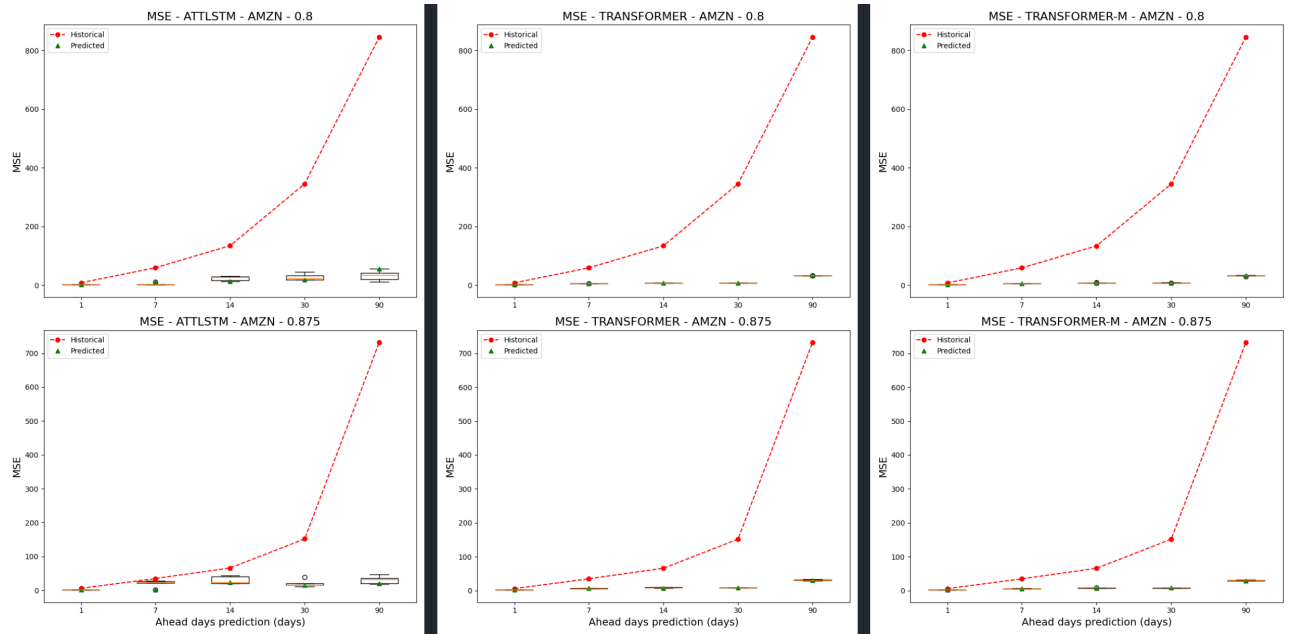 MSE - ATTLSTM - AMZN - 0.8
Historical
Predicted
MSE
800
600
400
200
0
1 7 14 30 90
MSE - TRANSFORMER - AMZN - 0.8
Historical
Predicted
MSE
800
600
400
200
0
1 7 14 30 90
MSE - TRANSFORMER-M - AMZN - 0.8
Historical
Predicted
MSE
800
600
400
200
0
1 7 14 30 90
MSE - ATTLSTM - AMZN - 0.875
Historical
Predicted
MSE
700
600
500
400
300
200
100
0
1 7 14 30 90
Ahead days prediction (days)
MSE - TRANSFORMER - AMZN - 0.875
Historical
Predicted
MSE
700
600
500
400
300
200
100
0
1 7 14 30 90
Ahead days prediction (days)
MSE - TRANSFORMER-M - AMZN - 0.875
Historical
Predicted
MSE
700
600
500
400
300
200
100
0
1 7 14 30 90
Ahead days prediction (days)